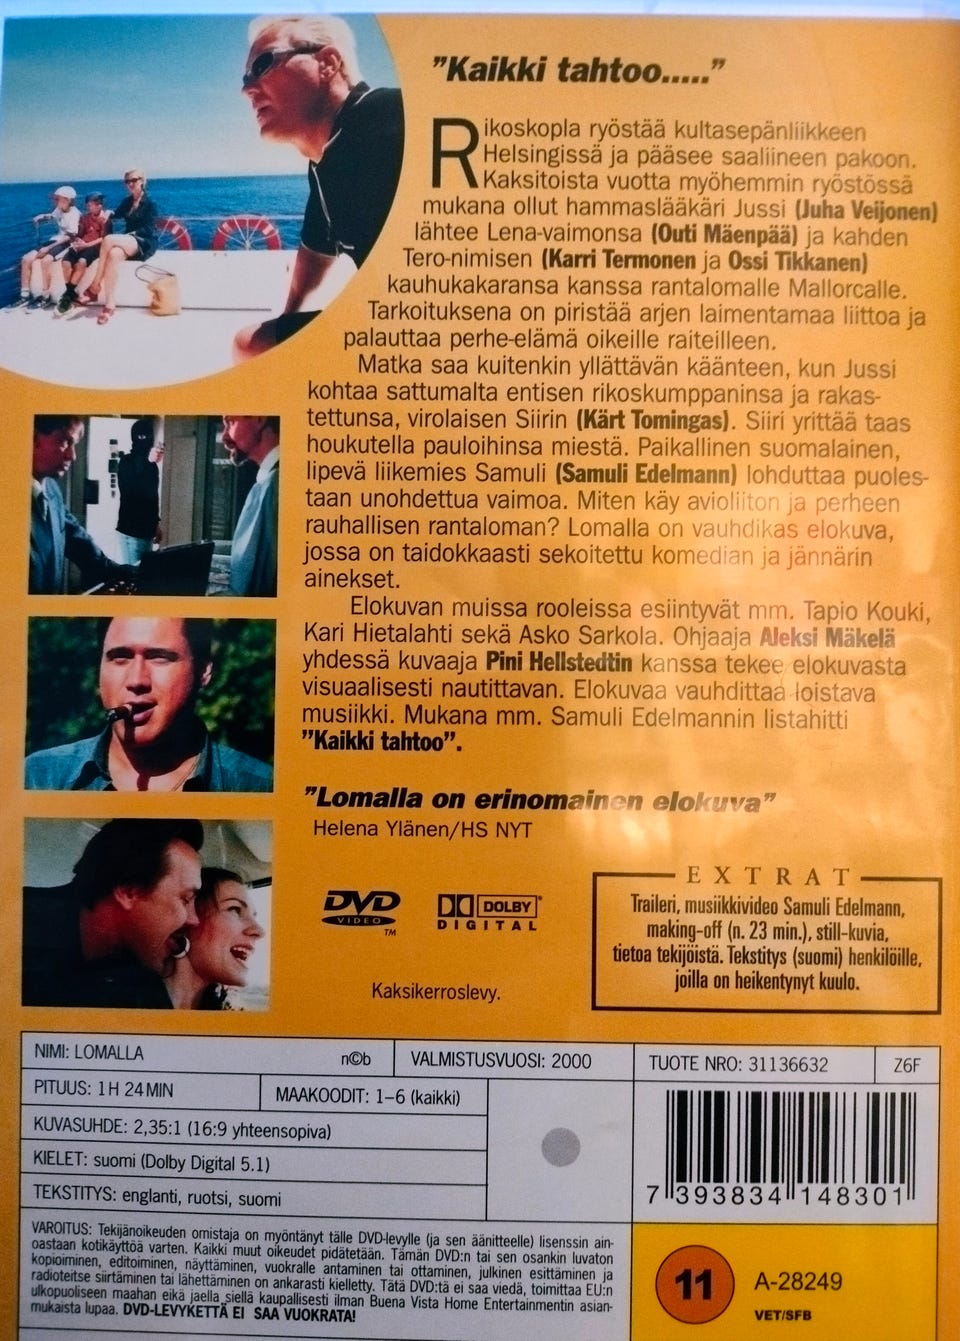 "Kaikki tahtoo....."
Rikoskopla ryöstää kultasepänliikkeen
Helsingissä ja pääsee saaliineen pakoon.
Kaksitoista vuotta myöhemmin ryöstössä
mukana ollut hammaslääkäri Jussi (Juha Veijonen)
lähtee Lena-vaimonsa (Outi Mäenpää) ja kahden
Tero-nimisen (Karri Termonen ja Ossi Tikkanen)
kauhukakaransa kanssa rantalomalle Mallorcalle.
Tarkoituksena on piristää arjen laimentamaa liittoa ja
palauttaa perhe-elämä oikeille raiteilleen.
Matka saa kuitenkin yllättävän käänteen, kun Jussi
kohtaa sattumalta entisen rikoskumppaninsa ja rakas-
tettunsa, virolaisen Siirin (Kärt Tomingas). Siiri yrittää taas
houkutella pauloihinsa miestä. Paikallinen suomalainen,
lipevä liikemies Samuli (Samuli Edelmann) lohduttaa puoles-
taan unohdettua vaimoa. Miten käy avioliiton ja perheen
rauhallisen rantaloman? Lomalla on vauhdikas elokuva,
jossa on taidokkaasti sekoitettu komedian ja jännärin
ainekset.
Elokuvan muissa rooleissa esiintyvät mm. Tapio Kouki,
Kari Hietalahti sekä Asko Sarkola. Ohjaaja Aleksi Mäkelä
yhdessä kuvaaja Pini Hellstedtin kanssa tekee elokuvasta
visuaalisesti nautittavan. Elokuvaa vauhdittaa loistava
musiikki. Mukana mm. Samuli Edelmannin listahitti
"Kaikki tahtoo".
"Lomalla on erinomainen elokuva"
Helena Ylänen/HS NYT
DVD
VIDEO
TM
DOLBY
DIGITAL
Kaksikerroslevy.
EXTRAT
Traileri, musiikkivideo Samuli Edelmann,
making-off (n. 23 min.), still-kuvia,
tietoa tekijöistä. Tekstitys (suomi) henkilöille,
joilla on heikentynyt kuulo.
NIMI: LOMALLA n©b VALMISTUSVUOSI: 2000 TUOTE NRO: 31136632 Z6F
PITUUS: 1H 24MIN MAAKOODIT: 1–6 (kaikki)
KUVASUHDE: 2,35:1 (16:9 yhteensopiva)
KIELET: suomi (Dolby Digital 5.1)
TEKSTITYS: englanti, ruotsi, suomi
7 393834 148301
VAROITUS: Tekijänoikeuden omistaja on myöntänyt tälle DVD-levylle (ja sen äänitteelle) lisenssin ain-
oastaan kotikäyttöä varten. Kaikki muut oikeudet pidätetään. Tämän DVD:n tai sen osankin luvaton
kopioiminen, editoiminen, näyttäminen, vuokralle antaminen tai ottaminen, julkinen esittäminen ja
radioteitse siirtäminen tai lähettäminen on ankarasti kielletty. Tätä DVD:tä ei saa viedä, toimittaa EU:n
ulkopuoliseen maahan eikä jaella siellä kaupallisesti ilman Buena Vista Home Entertainmentin asian-
mukaista lupaa. DVD-LEVYKETTÄ EI SAA VUOKRATA!
11
A-28249
VET/SFB